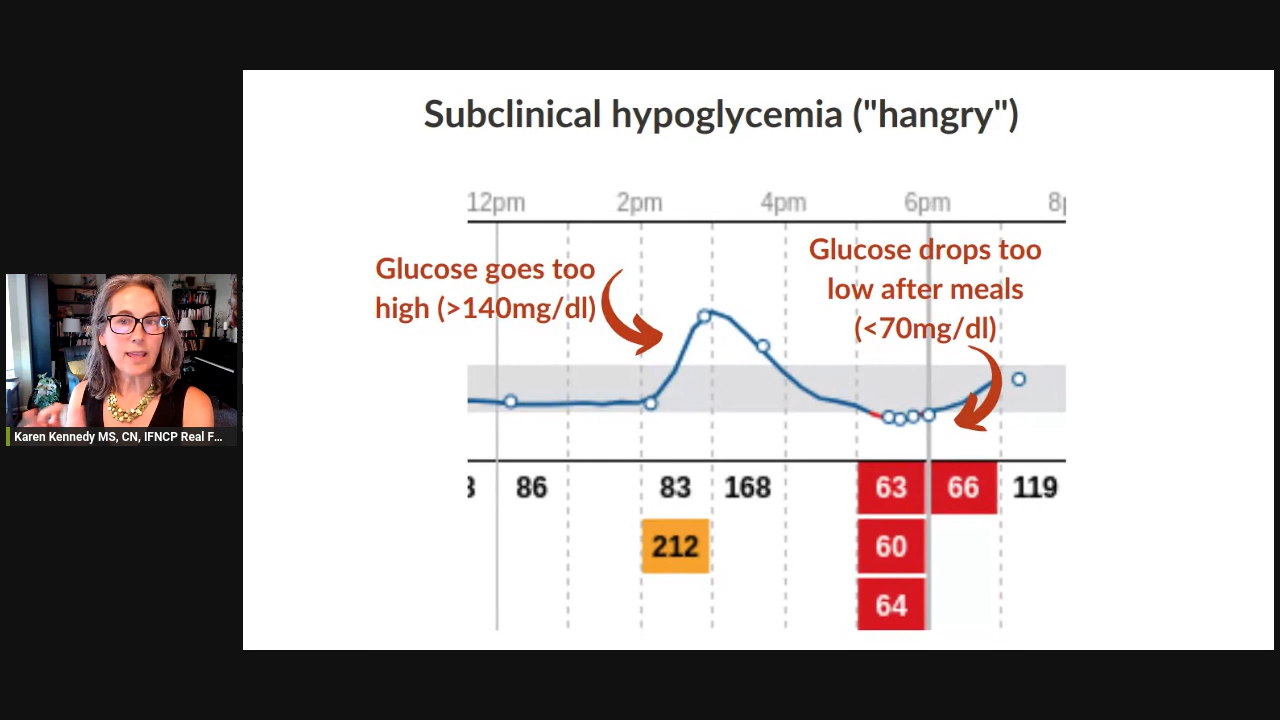 Subclinical hypoglycemia ("hangry")
12pm 2pm 4pm 6pm 8p
Glucose goes too
high (>140mg/dl)
Glucose drops too
low after meals
(<70mg/dl)
86 83 168 63 66 119
212 60
64
Karen Kennedy MS, CN, IFNCP Real F...